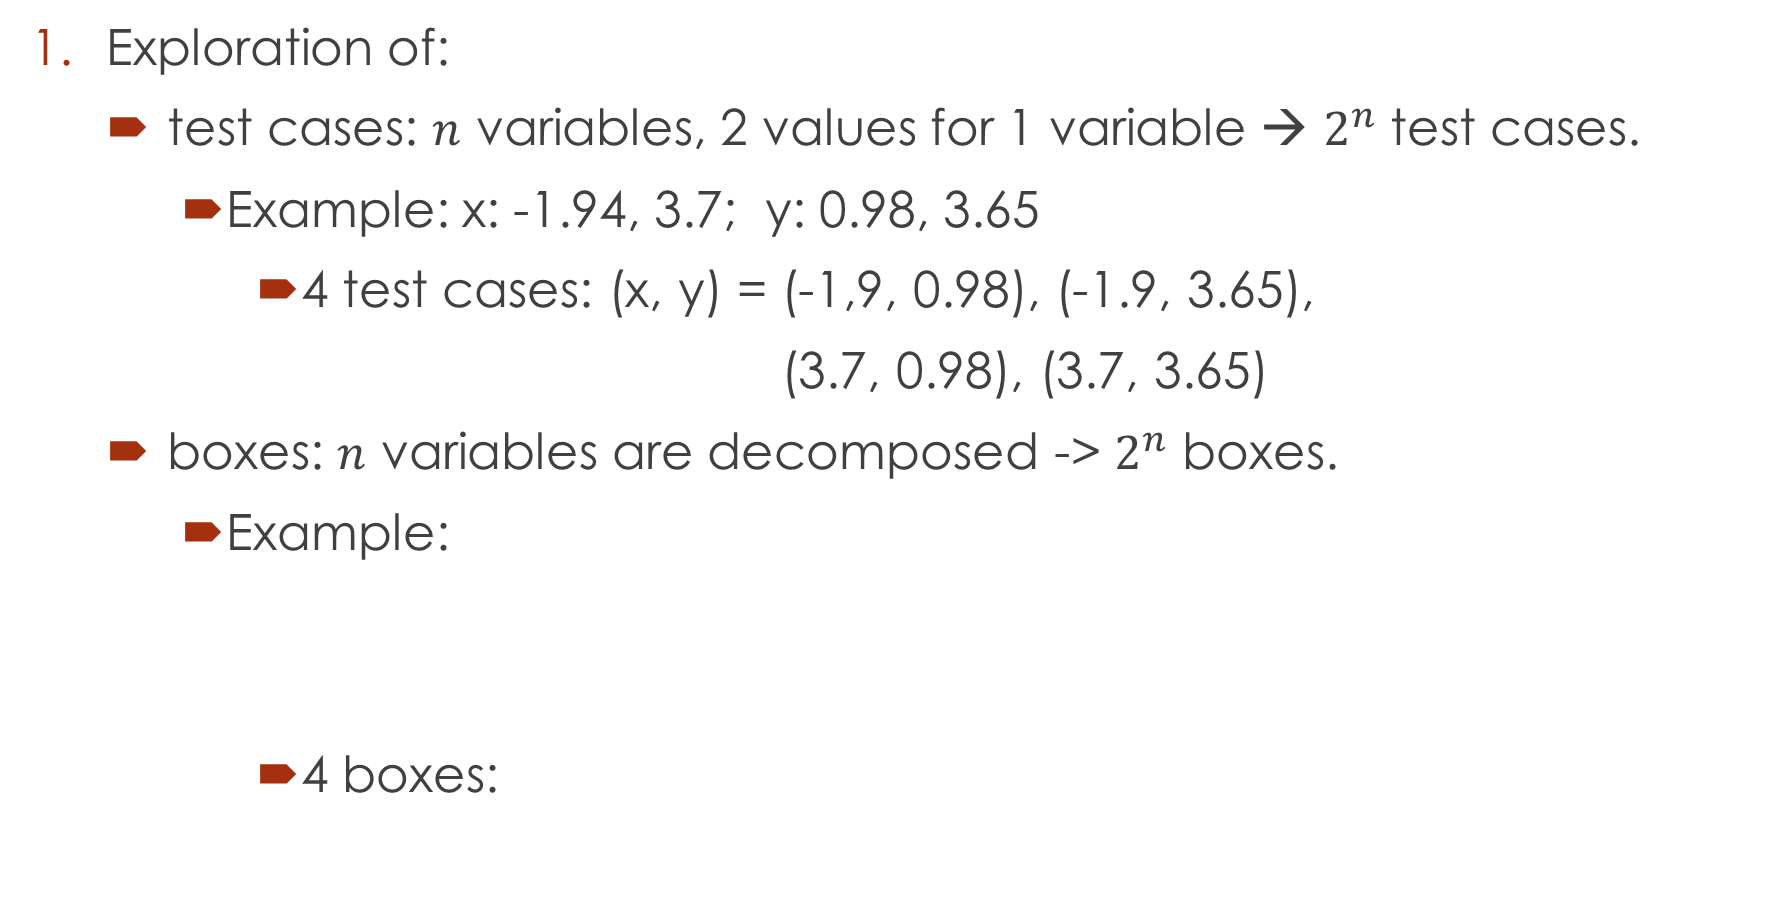 1. Exploration of:
test cases: n variables, 2 values for 1 variable → 2ⁿ test cases.
Example: x: -1.94, 3.7; y: 0.98, 3.65
4 test cases: (x, y) = (-1,9, 0.98), (-1.9, 3.65),
(3.7, 0.98), (3.7, 3.65)
boxes: n variables are decomposed -> 2ⁿ boxes.
Example:
4 boxes: